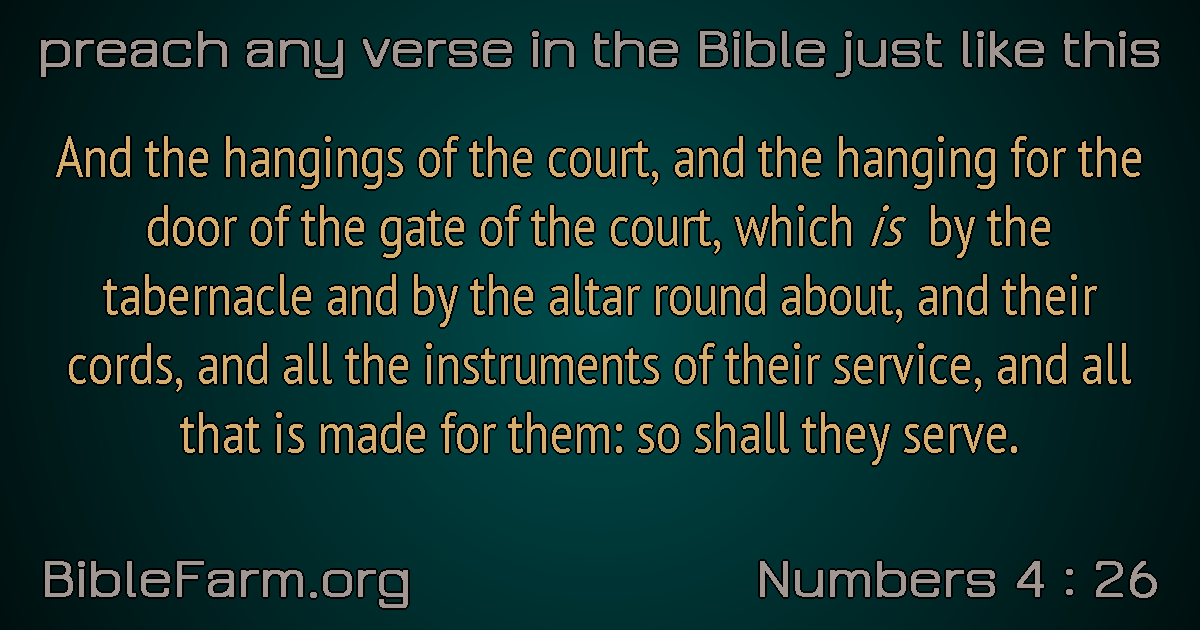 preach any verse in the Bible just like this
And the hangings of the court, and the hanging for the
door of the gate of the court, which is by the
tabernacle and by the altar round about, and their
cords, and all the instruments of their service, and all
that is made for them: so shall they serve.
BibleFarm.org
Numbers 4 : 26